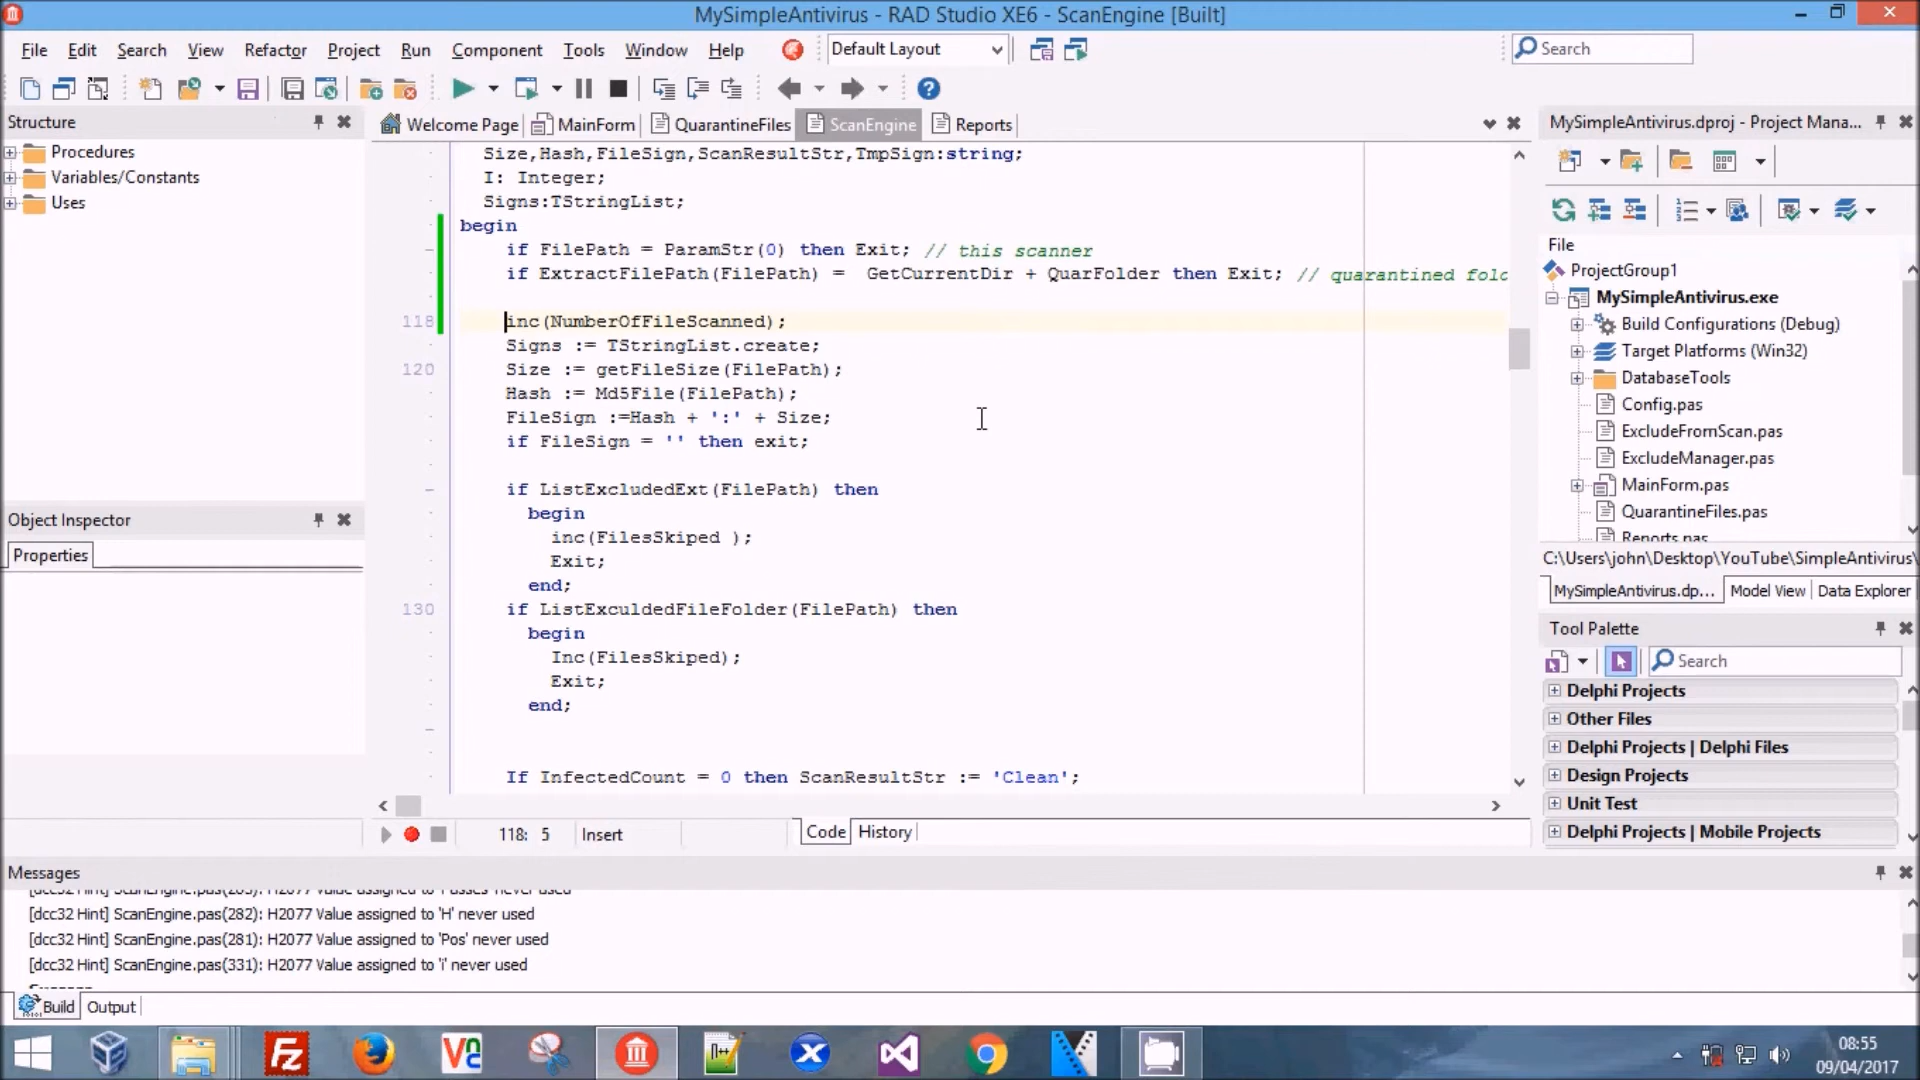 MySimpleAntivirus - RAD Studio XE6 - ScanEngine [Built]
File Edit Search View Refactor Project Run Component Tools Window Help Default Layout Search
Structure
Procedures
Variables/Constants
Uses
Welcome Page MainForm QuarantineFiles ScanEngine Reports
Size,Hash,FileSign,ScanResultStr,TmpSign:string;
I: Integer;
Signs:TStringList;
begin
if FilePath = ParamStr(0) then Exit; // this scanner
if ExtractFilePath(FilePath) = GetCurrentDir + QuarFolder then Exit; // quarantined fold
118 inc(NumberOfFileScanned);
Signs := TStringList.create;
120 Size := getFileSize(FilePath);
Hash := Md5File(FilePath);
FileSign :=Hash + ':' + Size;
if FileSign = '' then exit;
if ListExcludedExt(FilePath) then
begin
inc(FilesSkiped );
Exit;
end;
130 if ListExculdedFileFolder(FilePath) then
begin
Inc(FilesSkiped);
Exit;
end;
If InfectedCount = 0 then ScanResultStr := 'Clean';
118: 5 Insert Code History
Object Inspector
Properties
MySimpleAntivirus.dproj - Project Mana...
File
ProjectGroup1
MySimpleAntivirus.exe
Build Configurations (Debug)
Target Platforms (Win32)
DatabaseTools
Config.pas
ExcludeFromScan.pas
ExcludeManager.pas
MainForm.pas
QuarantineFiles.pas
Reports.pas
C:\Users\john\Desktop\YouTube\SimpleAntivirus\
MySimpleAntivirus.dp... Model View Data Explorer
Tool Palette
Search
Delphi Projects
Other Files
Delphi Projects | Delphi Files
Design Projects
Unit Test
Delphi Projects | Mobile Projects
Messages
[dcc32 Hint] ScanEngine.pas(282): H2077 Value assigned to 'H' never used
[dcc32 Hint] ScanEngine.pas(281): H2077 Value assigned to 'Pos' never used
[dcc32 Hint] ScanEngine.pas(331): H2077 Value assigned to 'i' never used
Build Output
08:55
09/04/2017